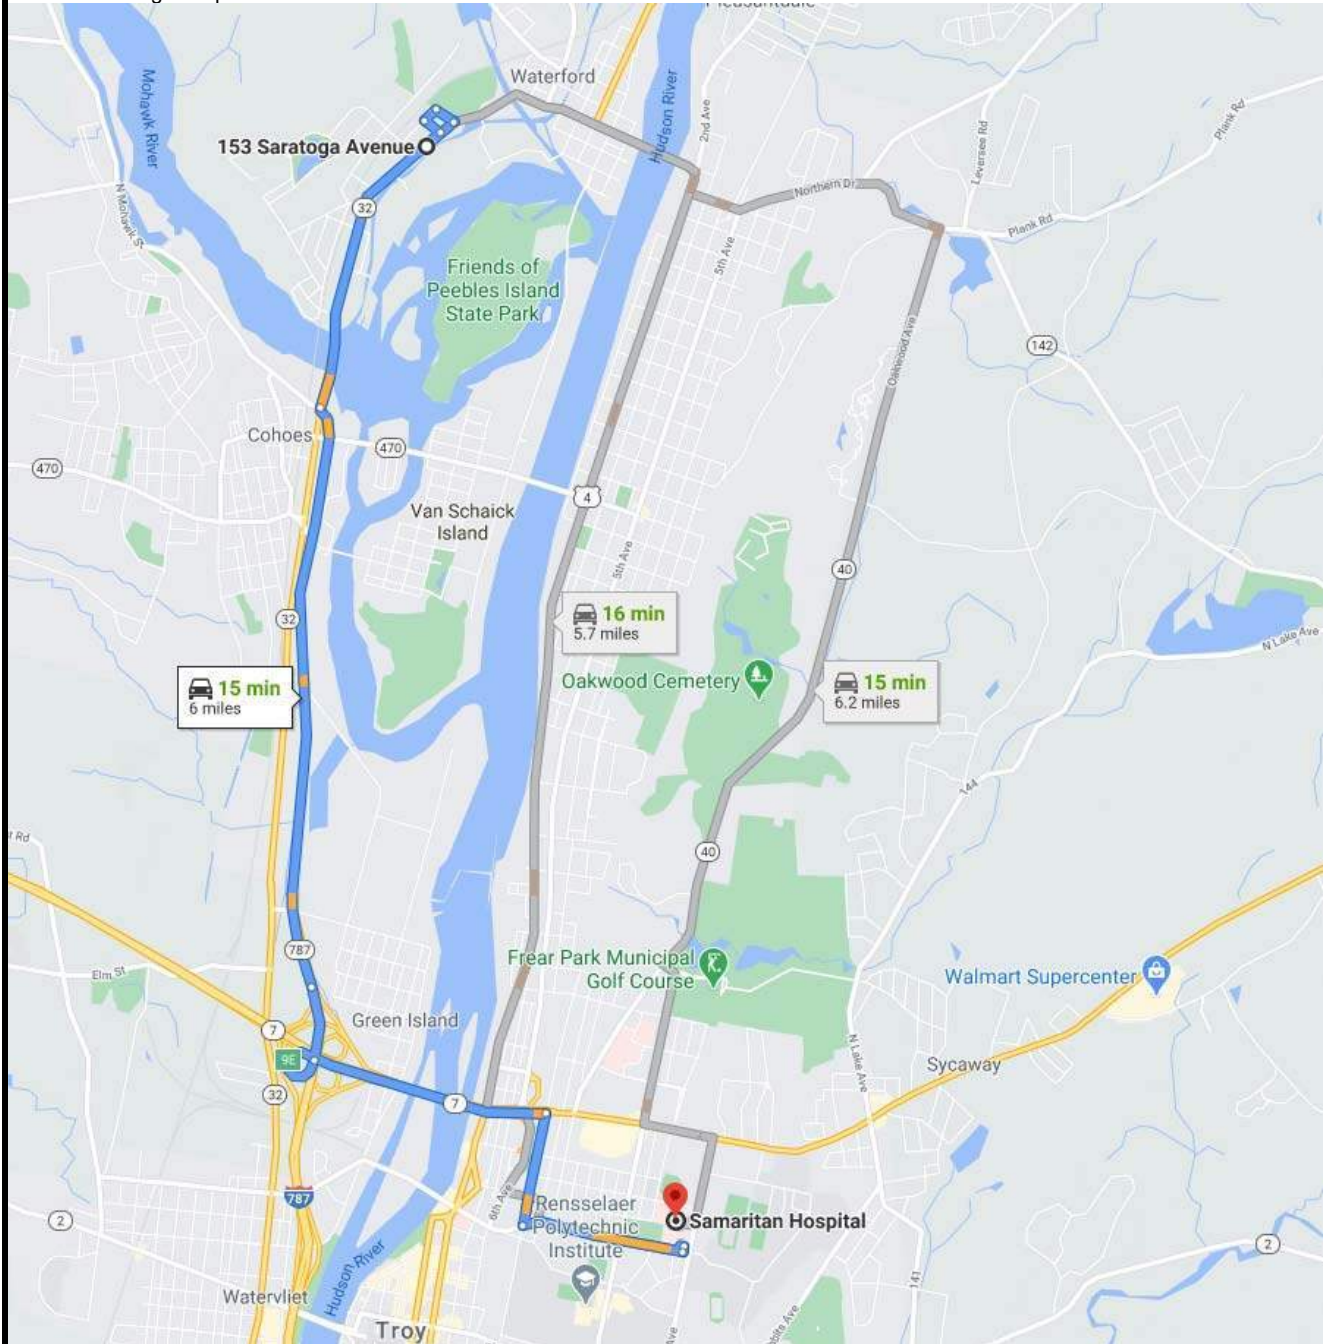 Waterford
Mohawk River
Hudson River
2nd Ave
Leversee Rd
Plank Rd
153 Saratoga Avenue
N Mohawk St
32
Northern Dr
Plank Rd
5th Ave
Friends of
Peebles Island
State Park
Oakwood Ave
142
Cohoes
470
470
4
Van Schaick
Island
5th Ave
40
32
16 min
5.7 miles
N Lake Ave
15 min
6 miles
Oakwood Cemetery
15 min
6.2 miles
144
Rd
40
787
Elm St
Frear Park Municipal
Golf Course
Walmart Supercenter
7
Green Island
9E
N Lake Ave
Sycaway
32
7
787
6th Ave
Rensselaer
Polytechnic
Institute
Samaritan Hospital
2
2
Hudson River
141
Watervliet
Troy